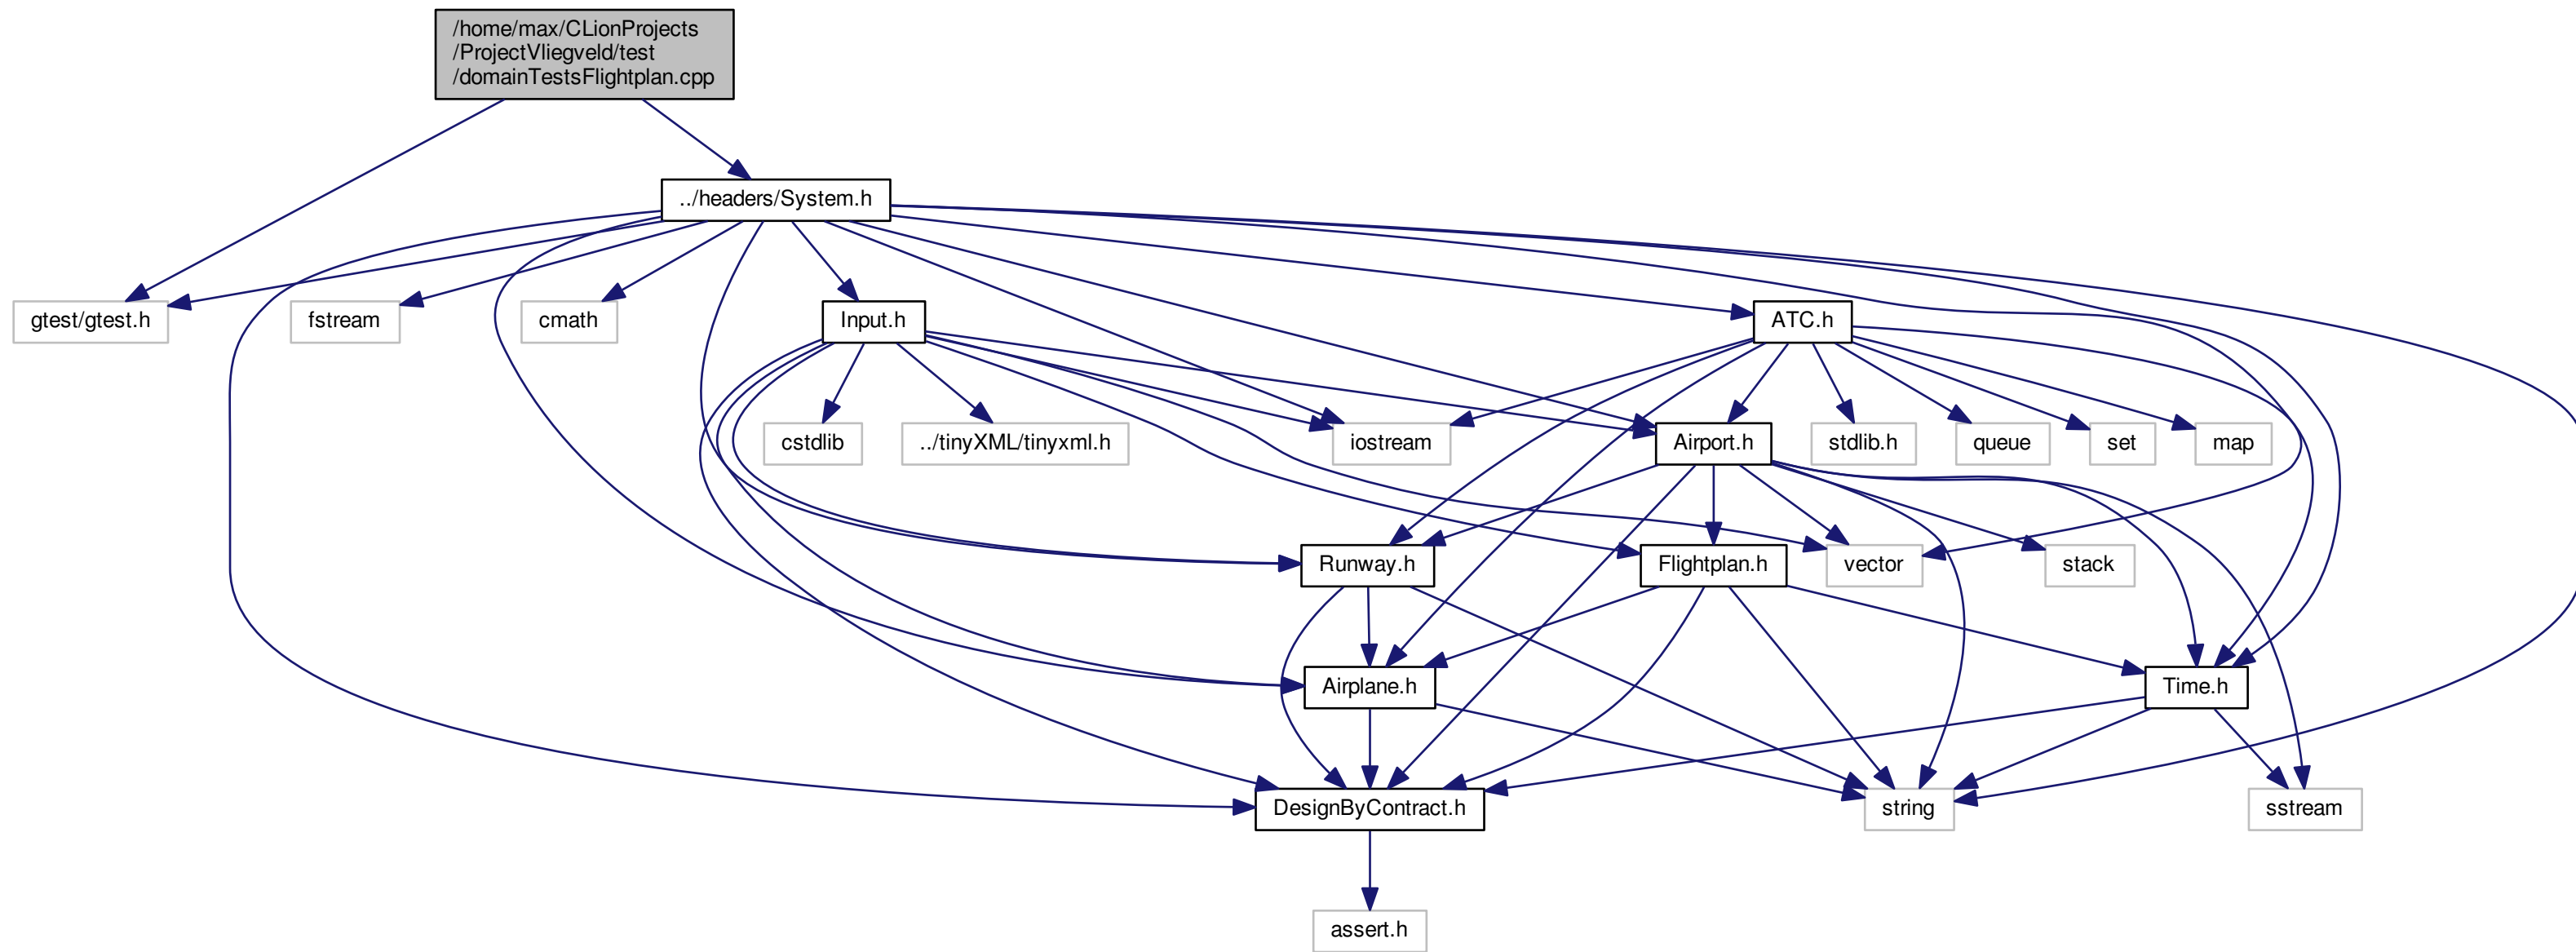 /home/max/CLionProjects
/ProjectVliegveld/test
/domainTestsFlightplan.cpp
../headers/System.h
gtest/gtest.h
fstream
cmath
Input.h
ATC.h
cstdlib
../tinyXML/tinyxml.h
iostream
Airport.h
stdlib.h
queue
set
map
Runway.h
Flightplan.h
vector
stack
Airplane.h
Time.h
DesignByContract.h
string
sstream
assert.h